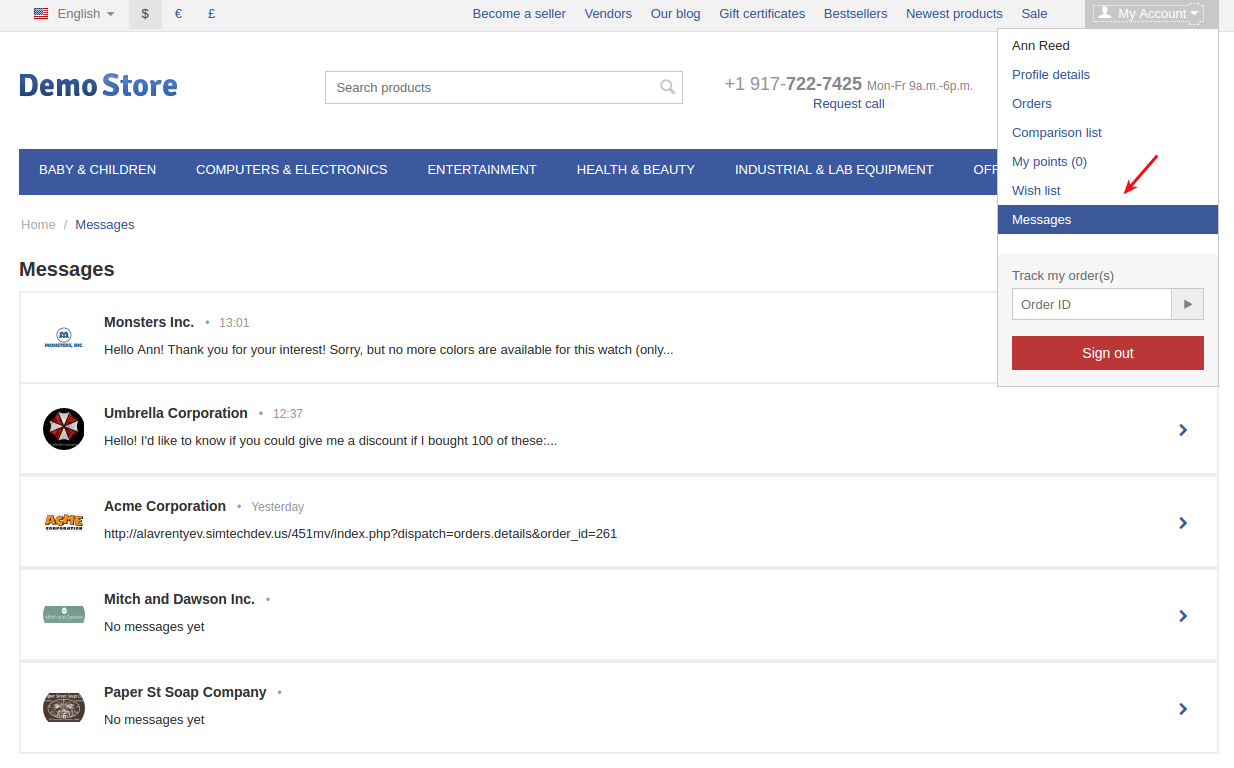 English $ € £ Become a seller Vendors Our blog Gift certificates Bestsellers Newest products Sale My Account
Ann Reed
Profile details
Orders
Comparison list
My points (0)
Wish list
Messages
Track my order(s)
Order ID
Sign out
Demo Store
Search products
+1 917-722-7425 Mon-Fr 9a.m.-6p.m.
Request call
BABY & CHILDREN COMPUTERS & ELECTRONICS ENTERTAINMENT HEALTH & BEAUTY INDUSTRIAL & LAB EQUIPMENT OFF
Home / Messages
Messages
MONSTERS, INC.
Monsters Inc. • 13:01
Hello Ann! Thank you for your interest! Sorry, but no more colors are available for this watch (only...
Umbrella Corporation • 12:37
Hello! I'd like to know if you could give me a discount if I bought 100 of these:...
ACME
CORPORATION
Acme Corporation • Yesterday
http://alavrentyev.simtechdev.us/451mv/index.php?dispatch=orders.details&order_id=261
Mitch and Dawson
Mitch and Dawson Inc. •
No messages yet
Paper St Soap Company •
No messages yet